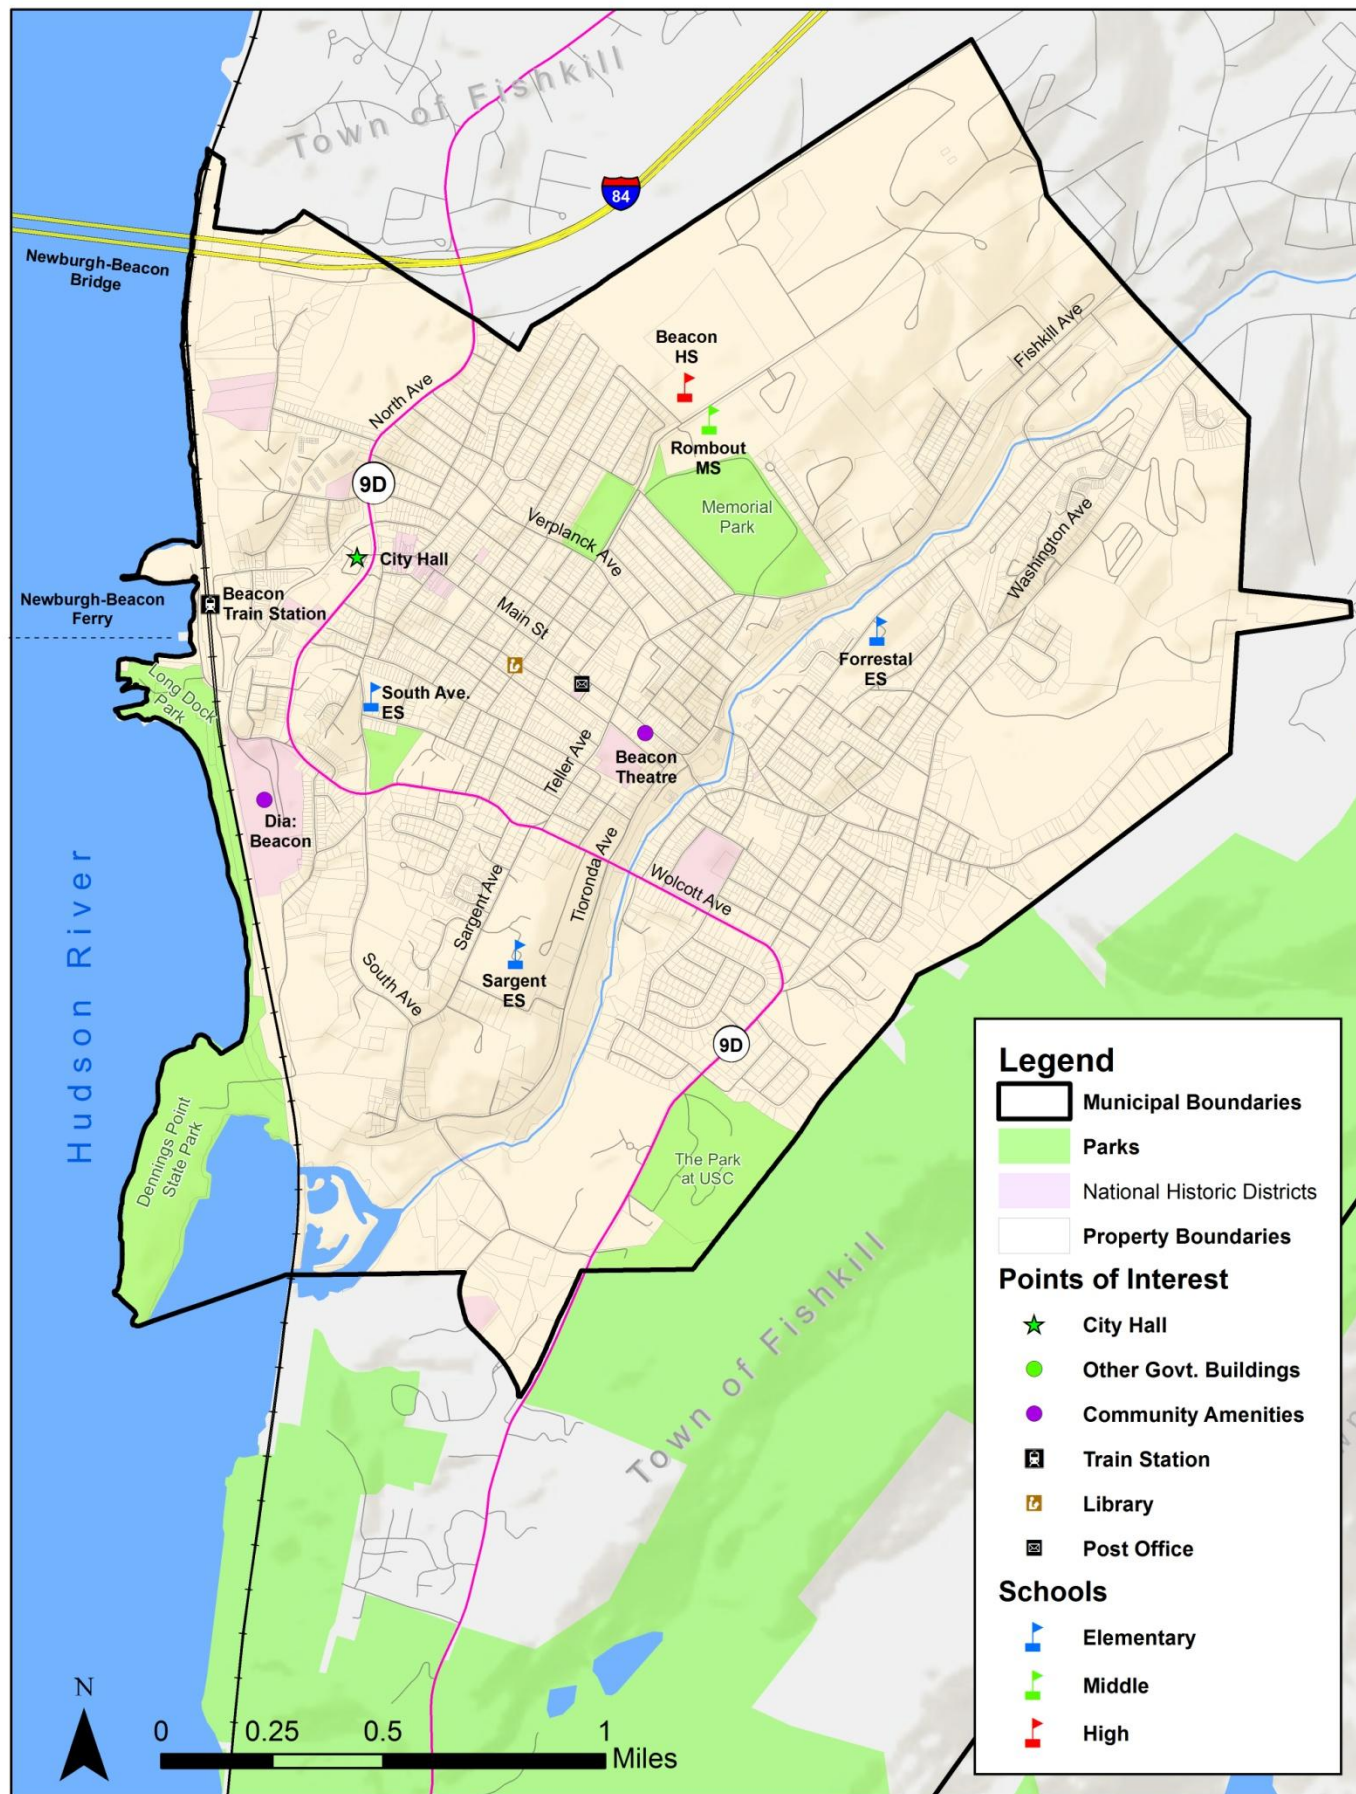 Town of Fishkill
84
Newburgh-Beacon
Bridge
Beacon
HS
Fishkill Ave
North Ave
Rombout
MS
9D
Memorial
Park
Verplanck Ave
Washington Ave
City Hall
Newburgh-Beacon
Ferry
Beacon
Train Station
Main St
Forrestal
ES
Long Dock
Park
South Ave.
ES
Teller Ave
Beacon
Theatre
Dia:
Beacon
Tioronda Ave
Wolcott Ave
Sargent Ave
Hudson River
South Ave
Sargent
ES
9D
Dennings Point
State Park
The Park
at USC
Town of Fishkill
Legend
Municipal Boundaries
Parks
National Historic Districts
Property Boundaries
Points of Interest
City Hall
Other Govt. Buildings
Community Amenities
Train Station
Library
Post Office
Schools
Elementary
Middle
High
N
0 0.25 0.5 1
Miles